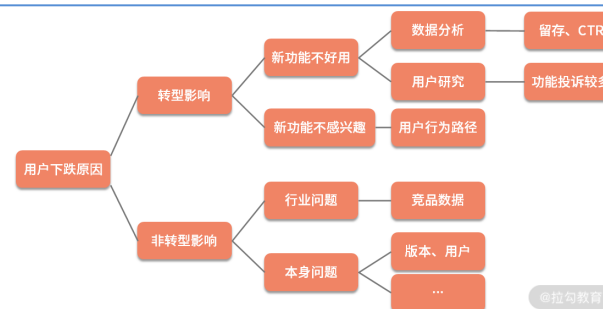 用户下跌原因
转型影响
新功能不好用
数据分析
留存、CTR
用户研究
功能投诉较多
新功能不感兴趣
用户行为路径
非转型影响
行业问题
竞品数据
本身问题
版本、用户
...
@拉勾教育